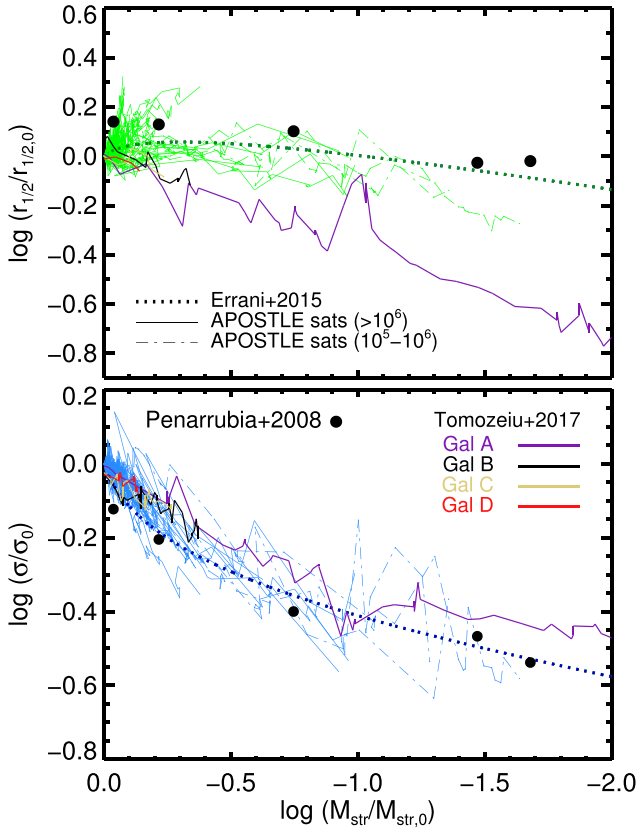 0.6
0.4
0.2
0.0
−0.2
−0.4
−0.6
−0.8
log (r1/2/r1/2,0)
Errani+2015
APOSTLE sats (>10⁶)
APOSTLE sats (10⁵−10⁶)
0.2
0.0
−0.2
−0.4
−0.6
−0.8
log (σ/σ0)
Penarrubia+2008
Tomozeiu+2017
Gal A
Gal B
Gal C
Gal D
0.0 −0.5 −1.0 −1.5 −2.0
log (Mstr/Mstr,0)